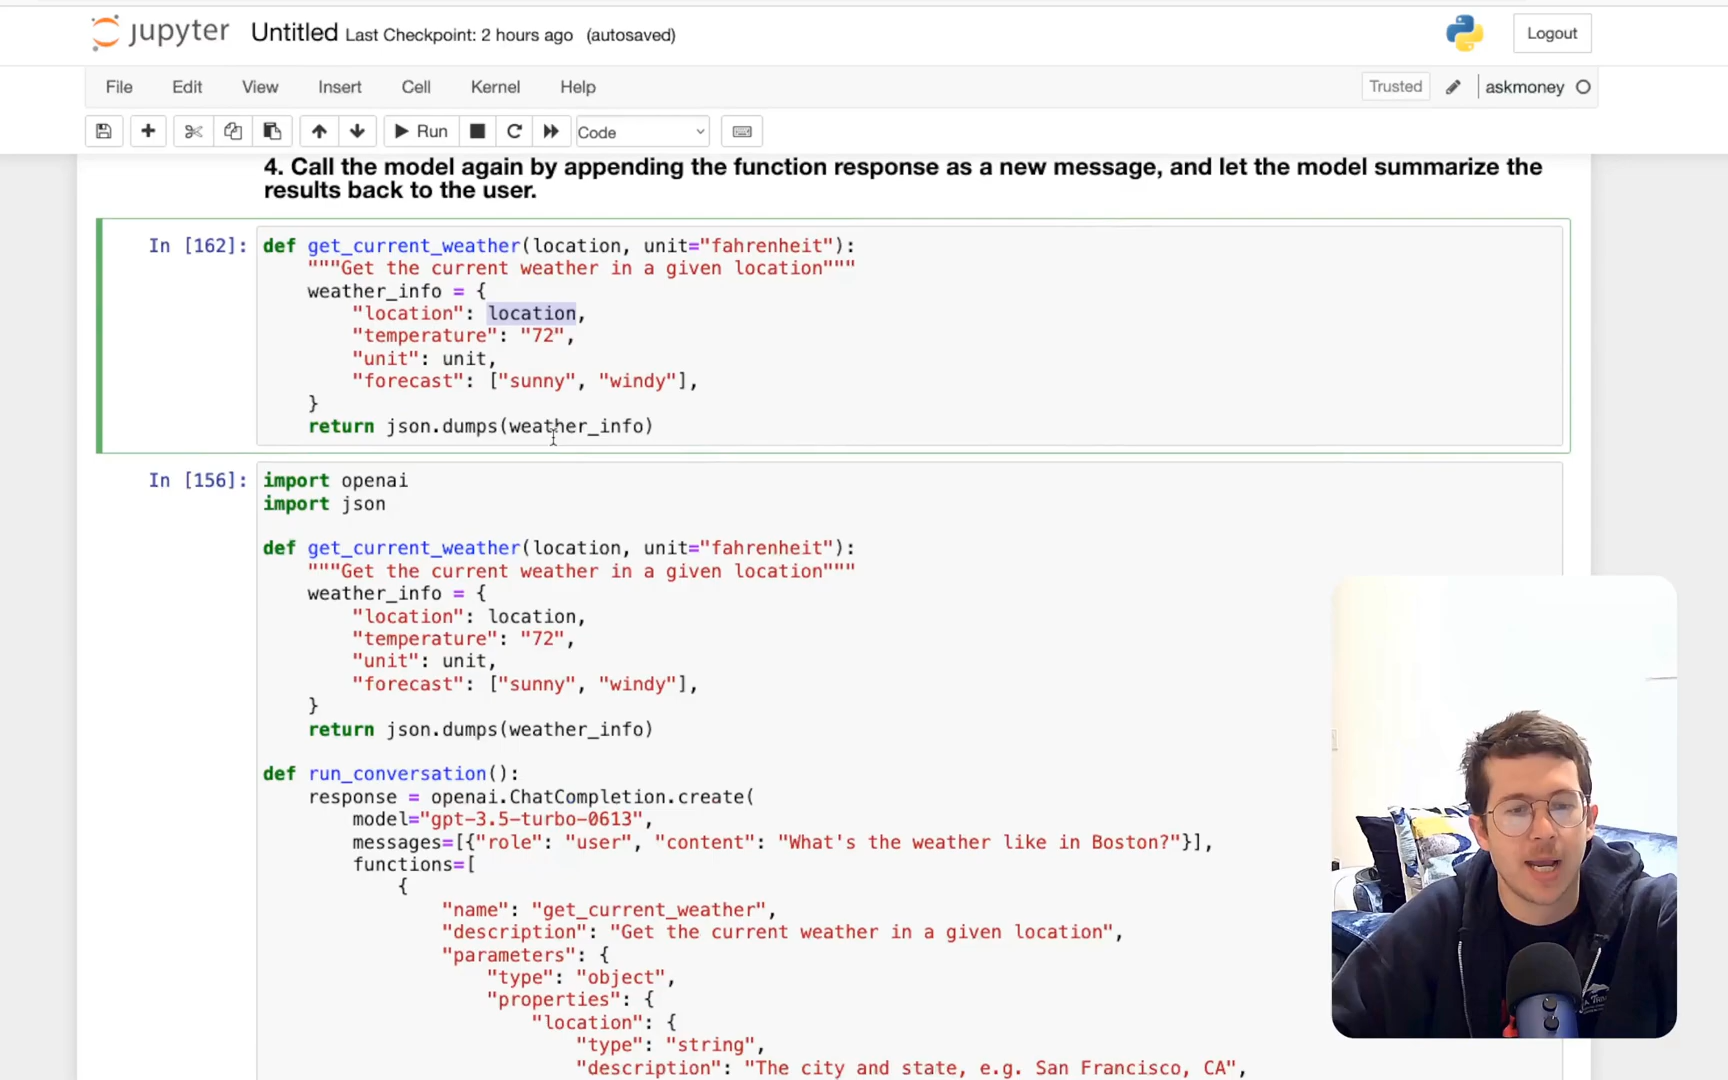 jupyter Untitled Last Checkpoint: 2 hours ago (autosaved) Logout
File Edit View Insert Cell Kernel Help Trusted askmoney
Run Code
4. Call the model again by appending the function response as a new message, and let the model summarize the
results back to the user.
In [162]: def get_current_weather(location, unit="fahrenheit"):
"""Get the current weather in a given location"""
weather_info = {
"location": location,
"temperature": "72",
"unit": unit,
"forecast": ["sunny", "windy"],
}
return json.dumps(weather_info)
In [156]: import openai
import json
def get_current_weather(location, unit="fahrenheit"):
"""Get the current weather in a given location"""
weather_info = {
"location": location,
"temperature": "72",
"unit": unit,
"forecast": ["sunny", "windy"],
}
return json.dumps(weather_info)
def run_conversation():
response = openai.ChatCompletion.create(
model="gpt-3.5-turbo-0613",
messages=[{"role": "user", "content": "What's the weather like in Boston?"}],
functions=[
{
"name": "get_current_weather",
"description": "Get the current weather in a given location",
"parameters": {
"type": "object",
"properties": {
"location": {
"type": "string",
"description": "The city and state, e.g. San Francisco, CA",